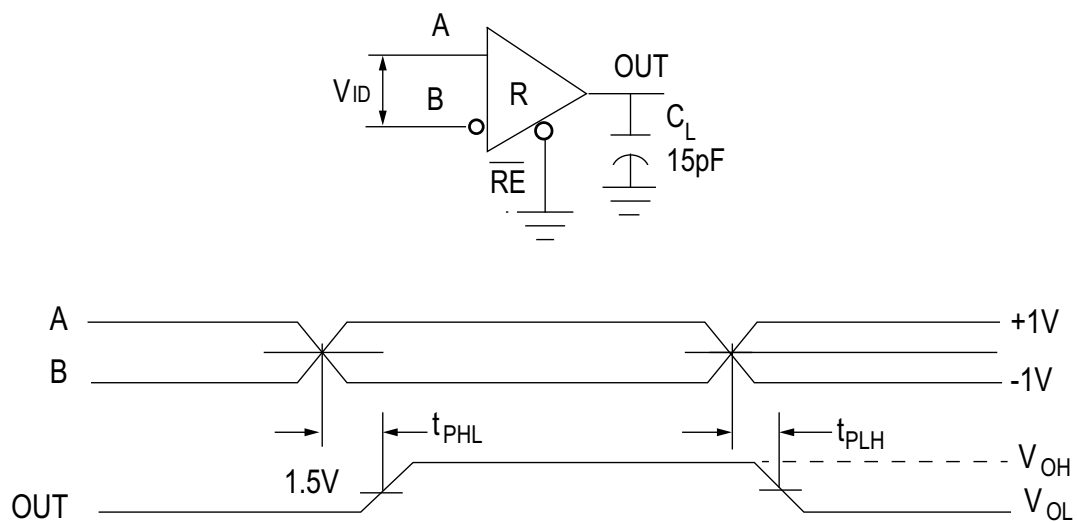 A
OUT
VID
B
R
CL
15pF
RE
A
+1V
B
-1V
tPHL
tPLH
1.5V
VOH
OUT
VOL